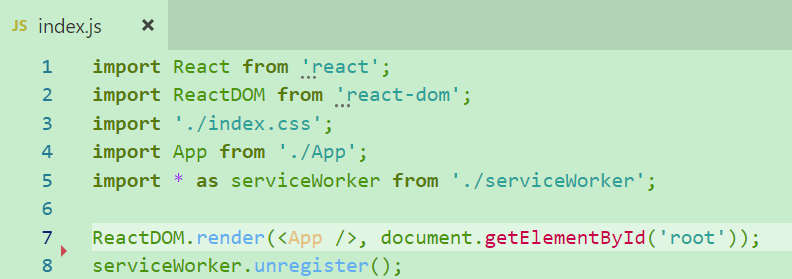 JS index.js ×
1 import React from 'react';
2 import ReactDOM from 'react-dom';
3 import './index.css';
4 import App from './App';
5 import * as serviceWorker from './serviceWorker';
6
7 ReactDOM.render(<App />, document.getElementById('root'));
8 serviceWorker.unregister();